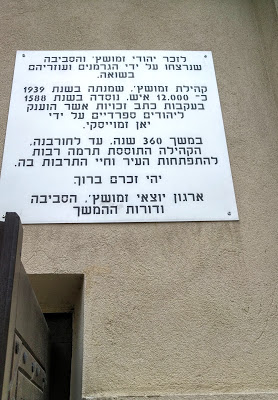 לזכר יהודי זמושץ׳ והסביבה
שנרצחו על ידי הגרמנים ועוזריהם
בשואה.
קהילת זמושץ׳. שמנתה בשנת 1939
כ־ 12.000 איש. נוסדה בשנת 1588
בעקבות כתב זכויות אשר הוענק
ליהודים ספרדיים על ידי
יאן זמוייסקי.
במשך 360 שנה. עד לחורבנה.
הקהילה התוססת תרמה רבות
להתפתחות העיר וחיי התרבות בה.
יהי זכרם ברוך.
ארגון יוצאי זמושץ׳. הסביבה
ודורות ההמשך